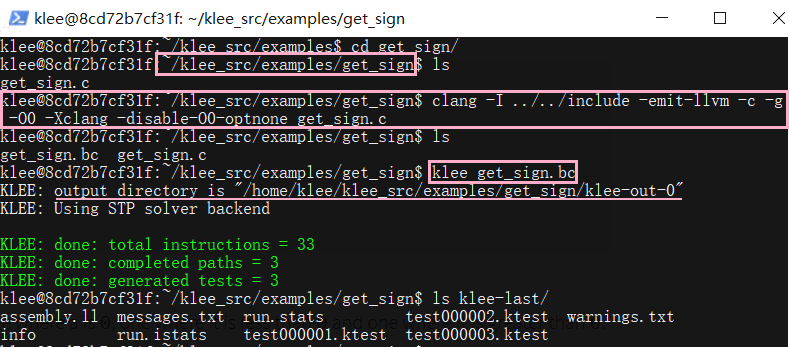 klee@8cd72b7cf31f: ~/klee_src/examples/get_sign
klee@8cd72b7cf31f:~/klee_src/examples$ cd get_sign/
klee@8cd72b7cf31f:~/klee_src/examples/get_sign$ ls
get_sign.c
klee@8cd72b7cf31f:~/klee_src/examples/get_sign$ clang -I ../../include -emit-llvm -c -g
-O0 -Xclang -disable-O0-optnone get_sign.c
klee@8cd72b7cf31f:~/klee_src/examples/get_sign$ ls
get_sign.bc  get_sign.c
klee@8cd72b7cf31f:~/klee_src/examples/get_sign$ klee get_sign.bc
KLEE: output directory is "/home/klee/klee_src/examples/get_sign/klee-out-0"
KLEE: Using STP solver backend
KLEE: done: total instructions = 33
KLEE: done: completed paths = 3
KLEE: done: generated tests = 3
klee@8cd72b7cf31f:~/klee_src/examples/get_sign$ ls klee-last/
assembly.ll  messages.txt  run.stats        test000002.ktest  warnings.txt
info         run.istats    test000001.ktest  test000003.ktest